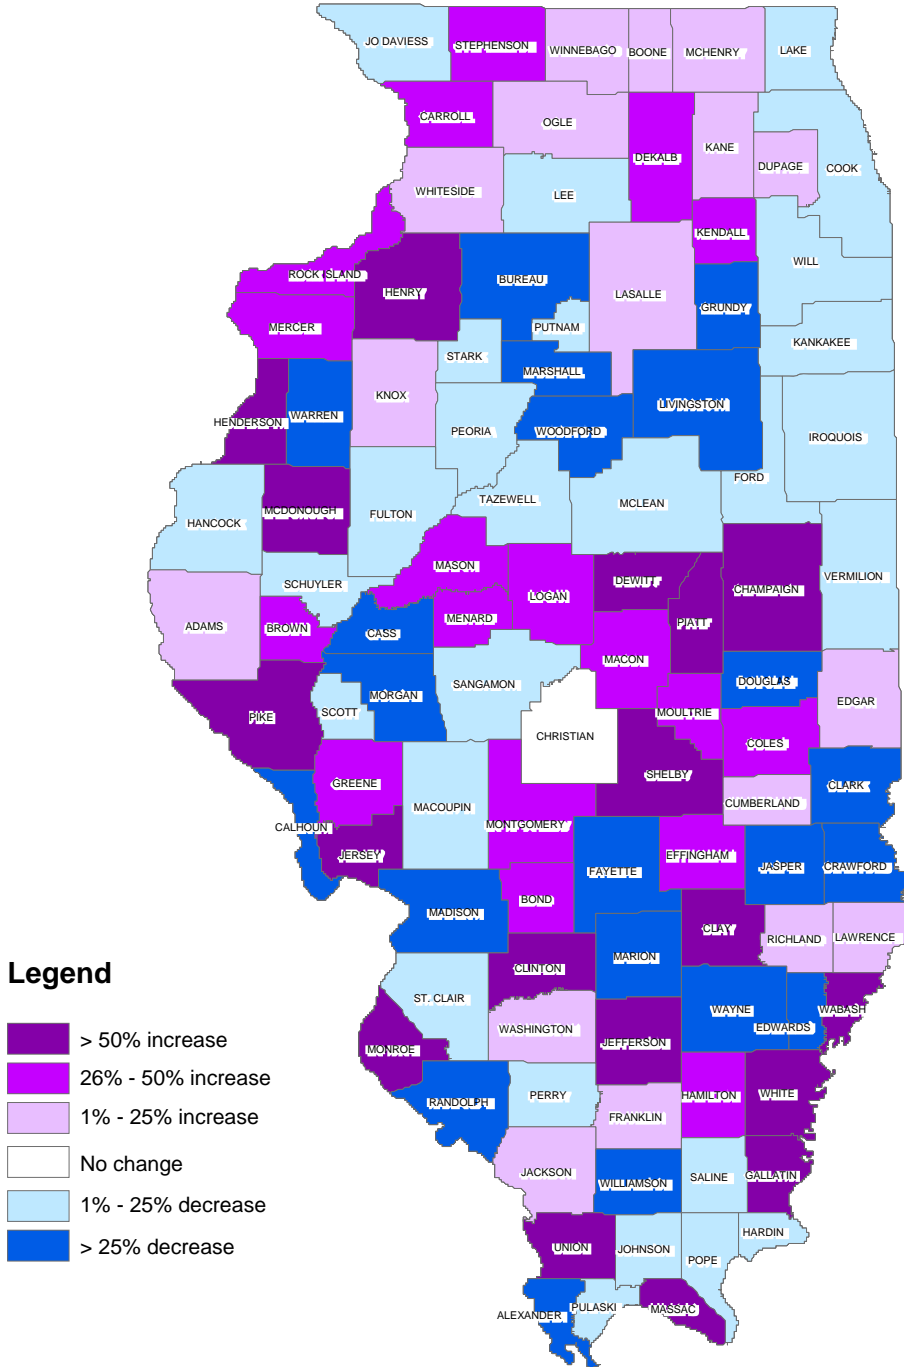 JO DAVIESS
STEPHENSON
WINNEBAGO
BOONE
MCHENRY
LAKE
CARROLL
OGLE
DEKALB
KANE
DUPAGE
COOK
WHITESIDE
LEE
KENDALL
ROCK ISLAND
HENRY
BUREAU
LASALLE
WILL
GRUNDY
MERCER
PUTNAM
STARK
KANKAKEE
MARSHALL
HENDERSON
WARREN
KNOX
PEORIA
WOODFORD
LIVINGSTON
IROQUOIS
FORD
HANCOCK
MCDONOUGH
FULTON
TAZEWELL
MCLEAN
SCHUYLER
MASON
LOGAN
DEWITT
CHAMPAIGN
VERMILION
ADAMS
BROWN
CASS
MENARD
PIATT
MACON
PIKE
SCOTT
MORGAN
SANGAMON
DOUGLAS
EDGAR
CHRISTIAN
MOULTRIE
COLES
SHELBY
GREENE
CLARK
CALHOUN
MACOUPIN
MONTGOMERY
CUMBERLAND
JERSEY
FAYETTE
EFFINGHAM
JASPER
CRAWFORD
MADISON
BOND
CLAY
RICHLAND
LAWRENCE
MARION
CLINTON
ST. CLAIR
WASHINGTON
WAYNE
EDWARDS
WABASH
MONROE
JEFFERSON
RANDOLPH
PERRY
HAMILTON
WHITE
FRANKLIN
JACKSON
WILLIAMSON
SALINE
GALLATIN
UNION
JOHNSON
POPE
HARDIN
ALEXANDER
PULASKI
MASSAC
Legend
> 50% increase
26% - 50% increase
1% - 25% increase
No change
1% - 25% decrease
> 25% decrease